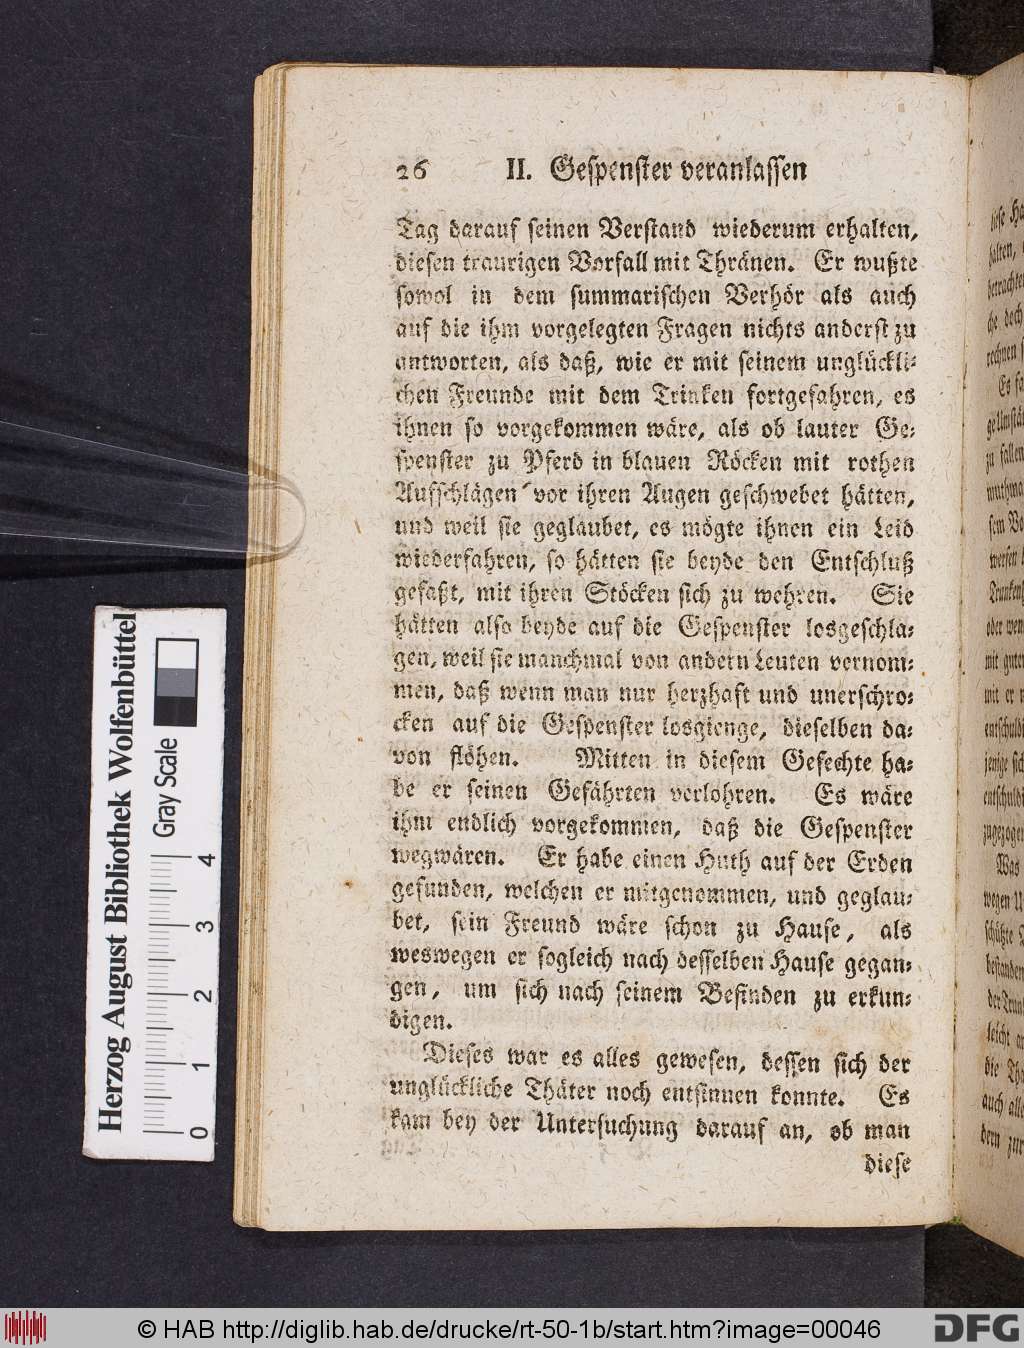 26 II. Gespenster veranlassen
Tag darauf seinen Verstand wiederum erhalten,
diesen traurigen Vorfall mit Thränen. Er wußte
sowol in dem summarischen Verhör als auch
auf die ihm vorgelegten Fragen nichts anderst zu
antworten, als daß, wie er mit seinem unglückli-
chen Freunde mit dem Trinken fortgefahren, es
ihnen so vorgekommen wäre, als ob lauter Ge-
spenster zu Pferd in blauen Röcken mit rothen
Aufschlägen vor ihren Augen geschwebet hätten,
und weil sie geglaubet, es mögte ihnen ein Leid
wiederfahren, so hätten sie beyde den Entschluß
gefaßt, mit ihren Stöcken sich zu wehren. Sie
hätten also beyde auf die Gespenster losgeschla-
gen, weil sie manchmal von andern Leuten vernom-
men, daß wenn man nur herzhaft und unerschro-
cken auf die Gespenster losgienge, dieselben da-
von flöhen. Mitten in diesem Gefechte ha-
be er seinen Gefährten verlohren. Es wäre
ihm endlich vorgekommen, daß die Gespenster
wegwären. Er habe einen Huth auf der Erden
gefunden, welchen er mitgenommen, und geglau-
bet, sein Freund wäre schon zu Hause, als
weswegen er sogleich nach desselben Hause gegan-
gen, um sich nach seinem Befinden zu erkun-
digen.
Dieses war es alles gewesen, dessen sich der
unglückliche Thäter noch entsinnen konnte. Es
kam bey der Untersuchung darauf an, ob man
diese
Herzog August Bibliothek Wolfenbüttel
Gray Scale
0 1 2 3 4
© HAB http://diglib.hab.de/drucke/rt-50-1b/start.htm?image=00046
DFG